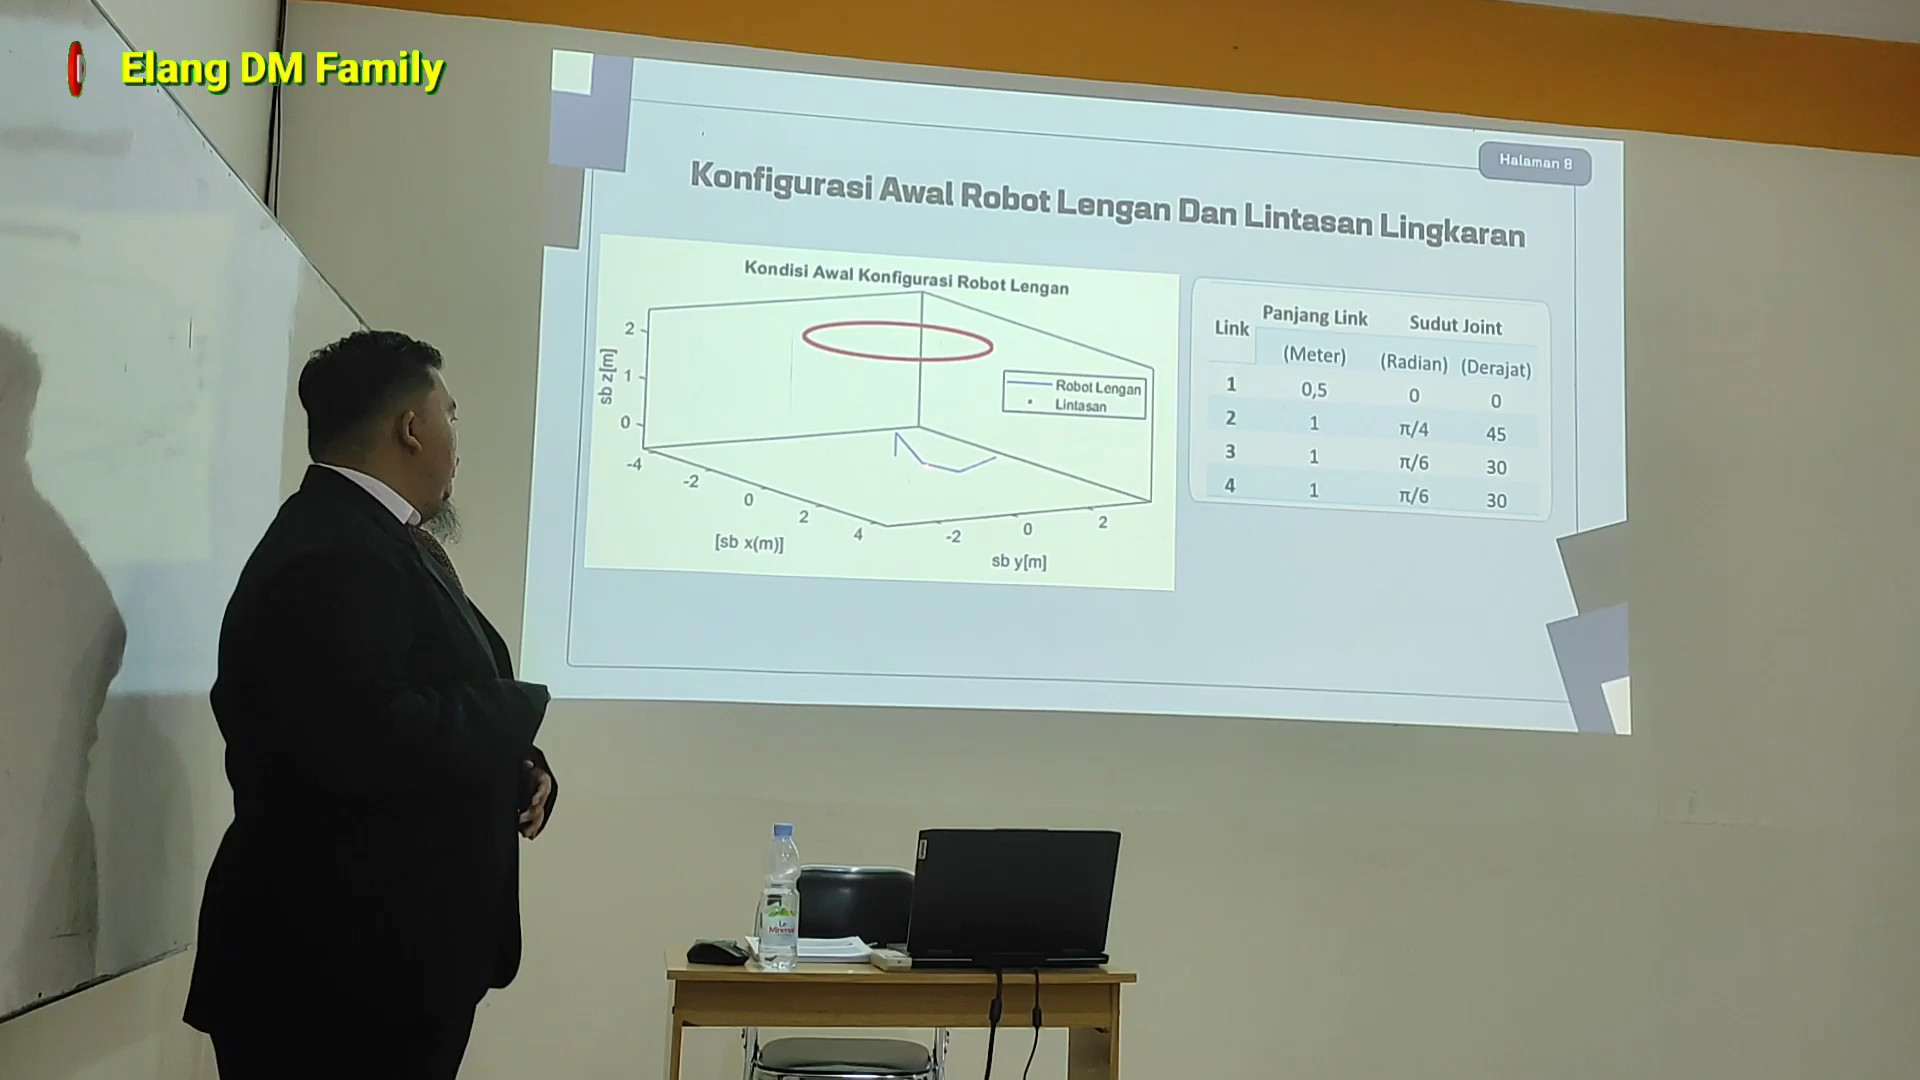 Elang DM Family
Halaman 8
Konfigurasi Awal Robot Lengan Dan Lintasan Lingkaran
Kondisi Awal Konfigurasi Robot Lengan
2
1
0
sb z[m]
-4
-2
0
2
4
[sb x(m)]
-2
0
2
sb y[m]
Robot Lengan
Lintasan
Link Panjang Link Sudut Joint
(Meter) (Radian) (Derajat)
1 0,5 0 0
2 1 π/4 45
3 1 π/6 30
4 1 π/6 30
Le
Minerale